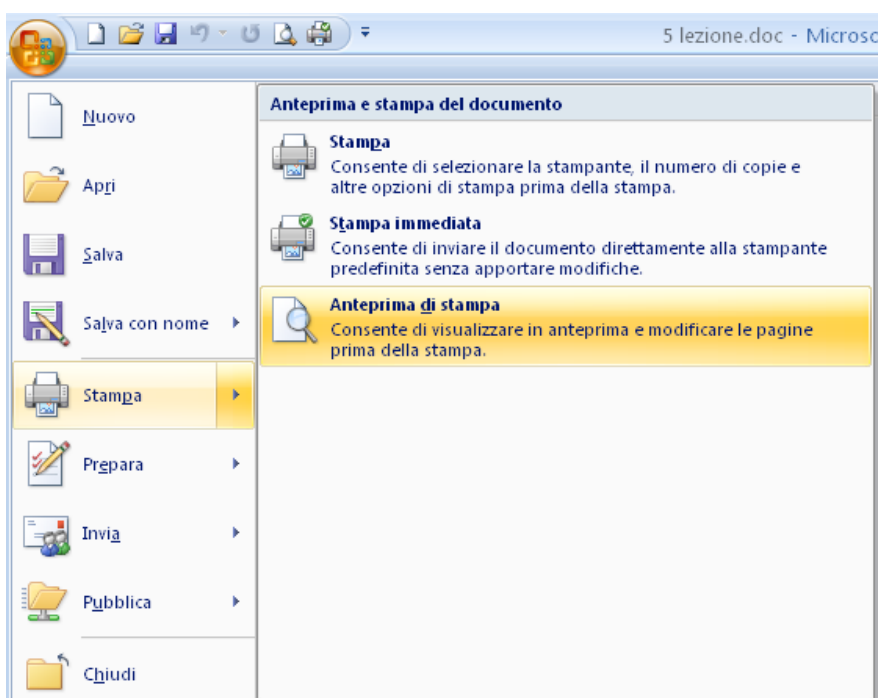 5 lezione.doc - Microsc
Nuovo
Apri
Salva
Salva con nome
Stampa
Prepara
Invia
Pubblica
Chiudi
Anteprima e stampa del documento
Stampa
Consente di selezionare la stampante, il numero di copie e
altre opzioni di stampa prima della stampa.
Stampa immediata
Consente di inviare il documento direttamente alla stampante
predefinita senza apportare modifiche.
Anteprima di stampa
Consente di visualizzare in anteprima e modificare le pagine
prima della stampa.